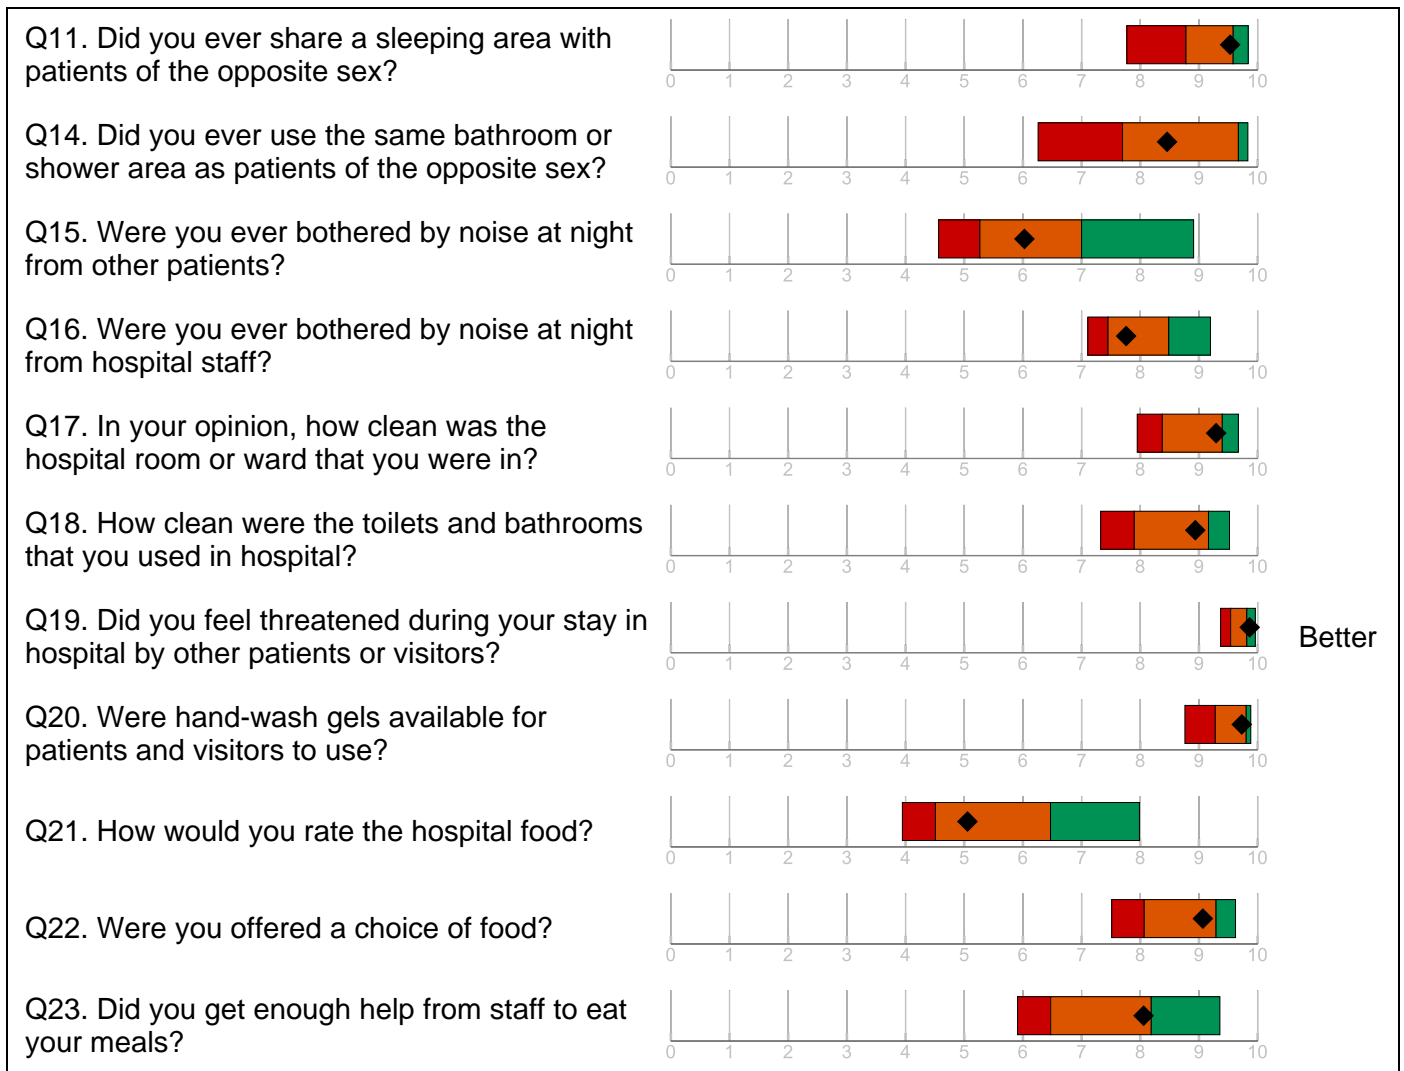 Q11. Did you ever share a sleeping area with
patients of the opposite sex?
0 1 2 3 4 5 6 7 8 9 10
Q14. Did you ever use the same bathroom or
shower area as patients of the opposite sex?
0 1 2 3 4 5 6 7 8 9 10
Q15. Were you ever bothered by noise at night
from other patients?
0 1 2 3 4 5 6 7 8 9 10
Q16. Were you ever bothered by noise at night
from hospital staff?
0 1 2 3 4 5 6 7 8 9 10
Q17. In your opinion, how clean was the
hospital room or ward that you were in?
0 1 2 3 4 5 6 7 8 9 10
Q18. How clean were the toilets and bathrooms
that you used in hospital?
0 1 2 3 4 5 6 7 8 9 10
Q19. Did you feel threatened during your stay in
hospital by other patients or visitors?
Better
0 1 2 3 4 5 6 7 8 9 10
Q20. Were hand-wash gels available for
patients and visitors to use?
0 1 2 3 4 5 6 7 8 9 10
Q21. How would you rate the hospital food?
0 1 2 3 4 5 6 7 8 9 10
Q22. Were you offered a choice of food?
0 1 2 3 4 5 6 7 8 9 10
Q23. Did you get enough help from staff to eat
your meals?
0 1 2 3 4 5 6 7 8 9 10